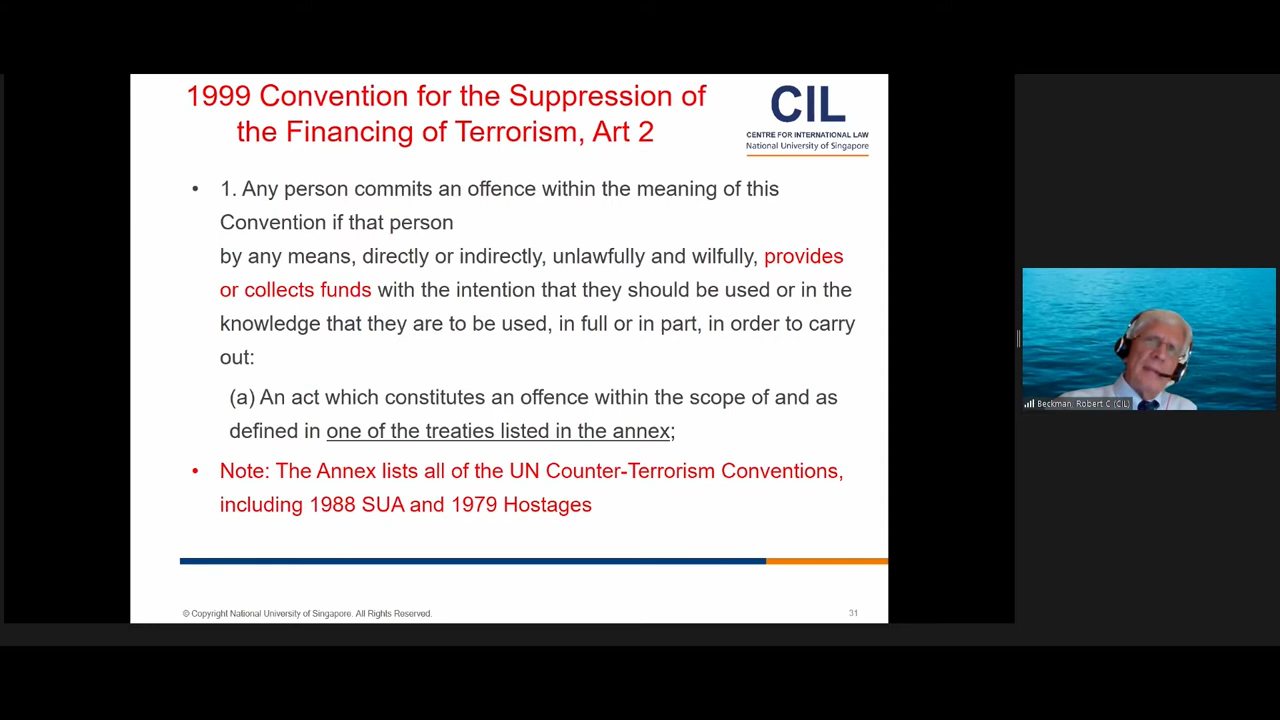 1999 Convention for the Suppression of
the Financing of Terrorism, Art 2
CIL
CENTRE FOR INTERNATIONAL LAW
National University of Singapore
• 1. Any person commits an offence within the meaning of this
Convention if that person
by any means, directly or indirectly, unlawfully and wilfully, provides
or collects funds with the intention that they should be used or in the
knowledge that they are to be used, in full or in part, in order to carry
out:
(a) An act which constitutes an offence within the scope of and as
defined in one of the treaties listed in the annex;
• Note: The Annex lists all of the UN Counter-Terrorism Conventions,
including 1988 SUA and 1979 Hostages
© Copyright National University of Singapore. All Rights Reserved.
31
Beckman, Robert C (CIL)